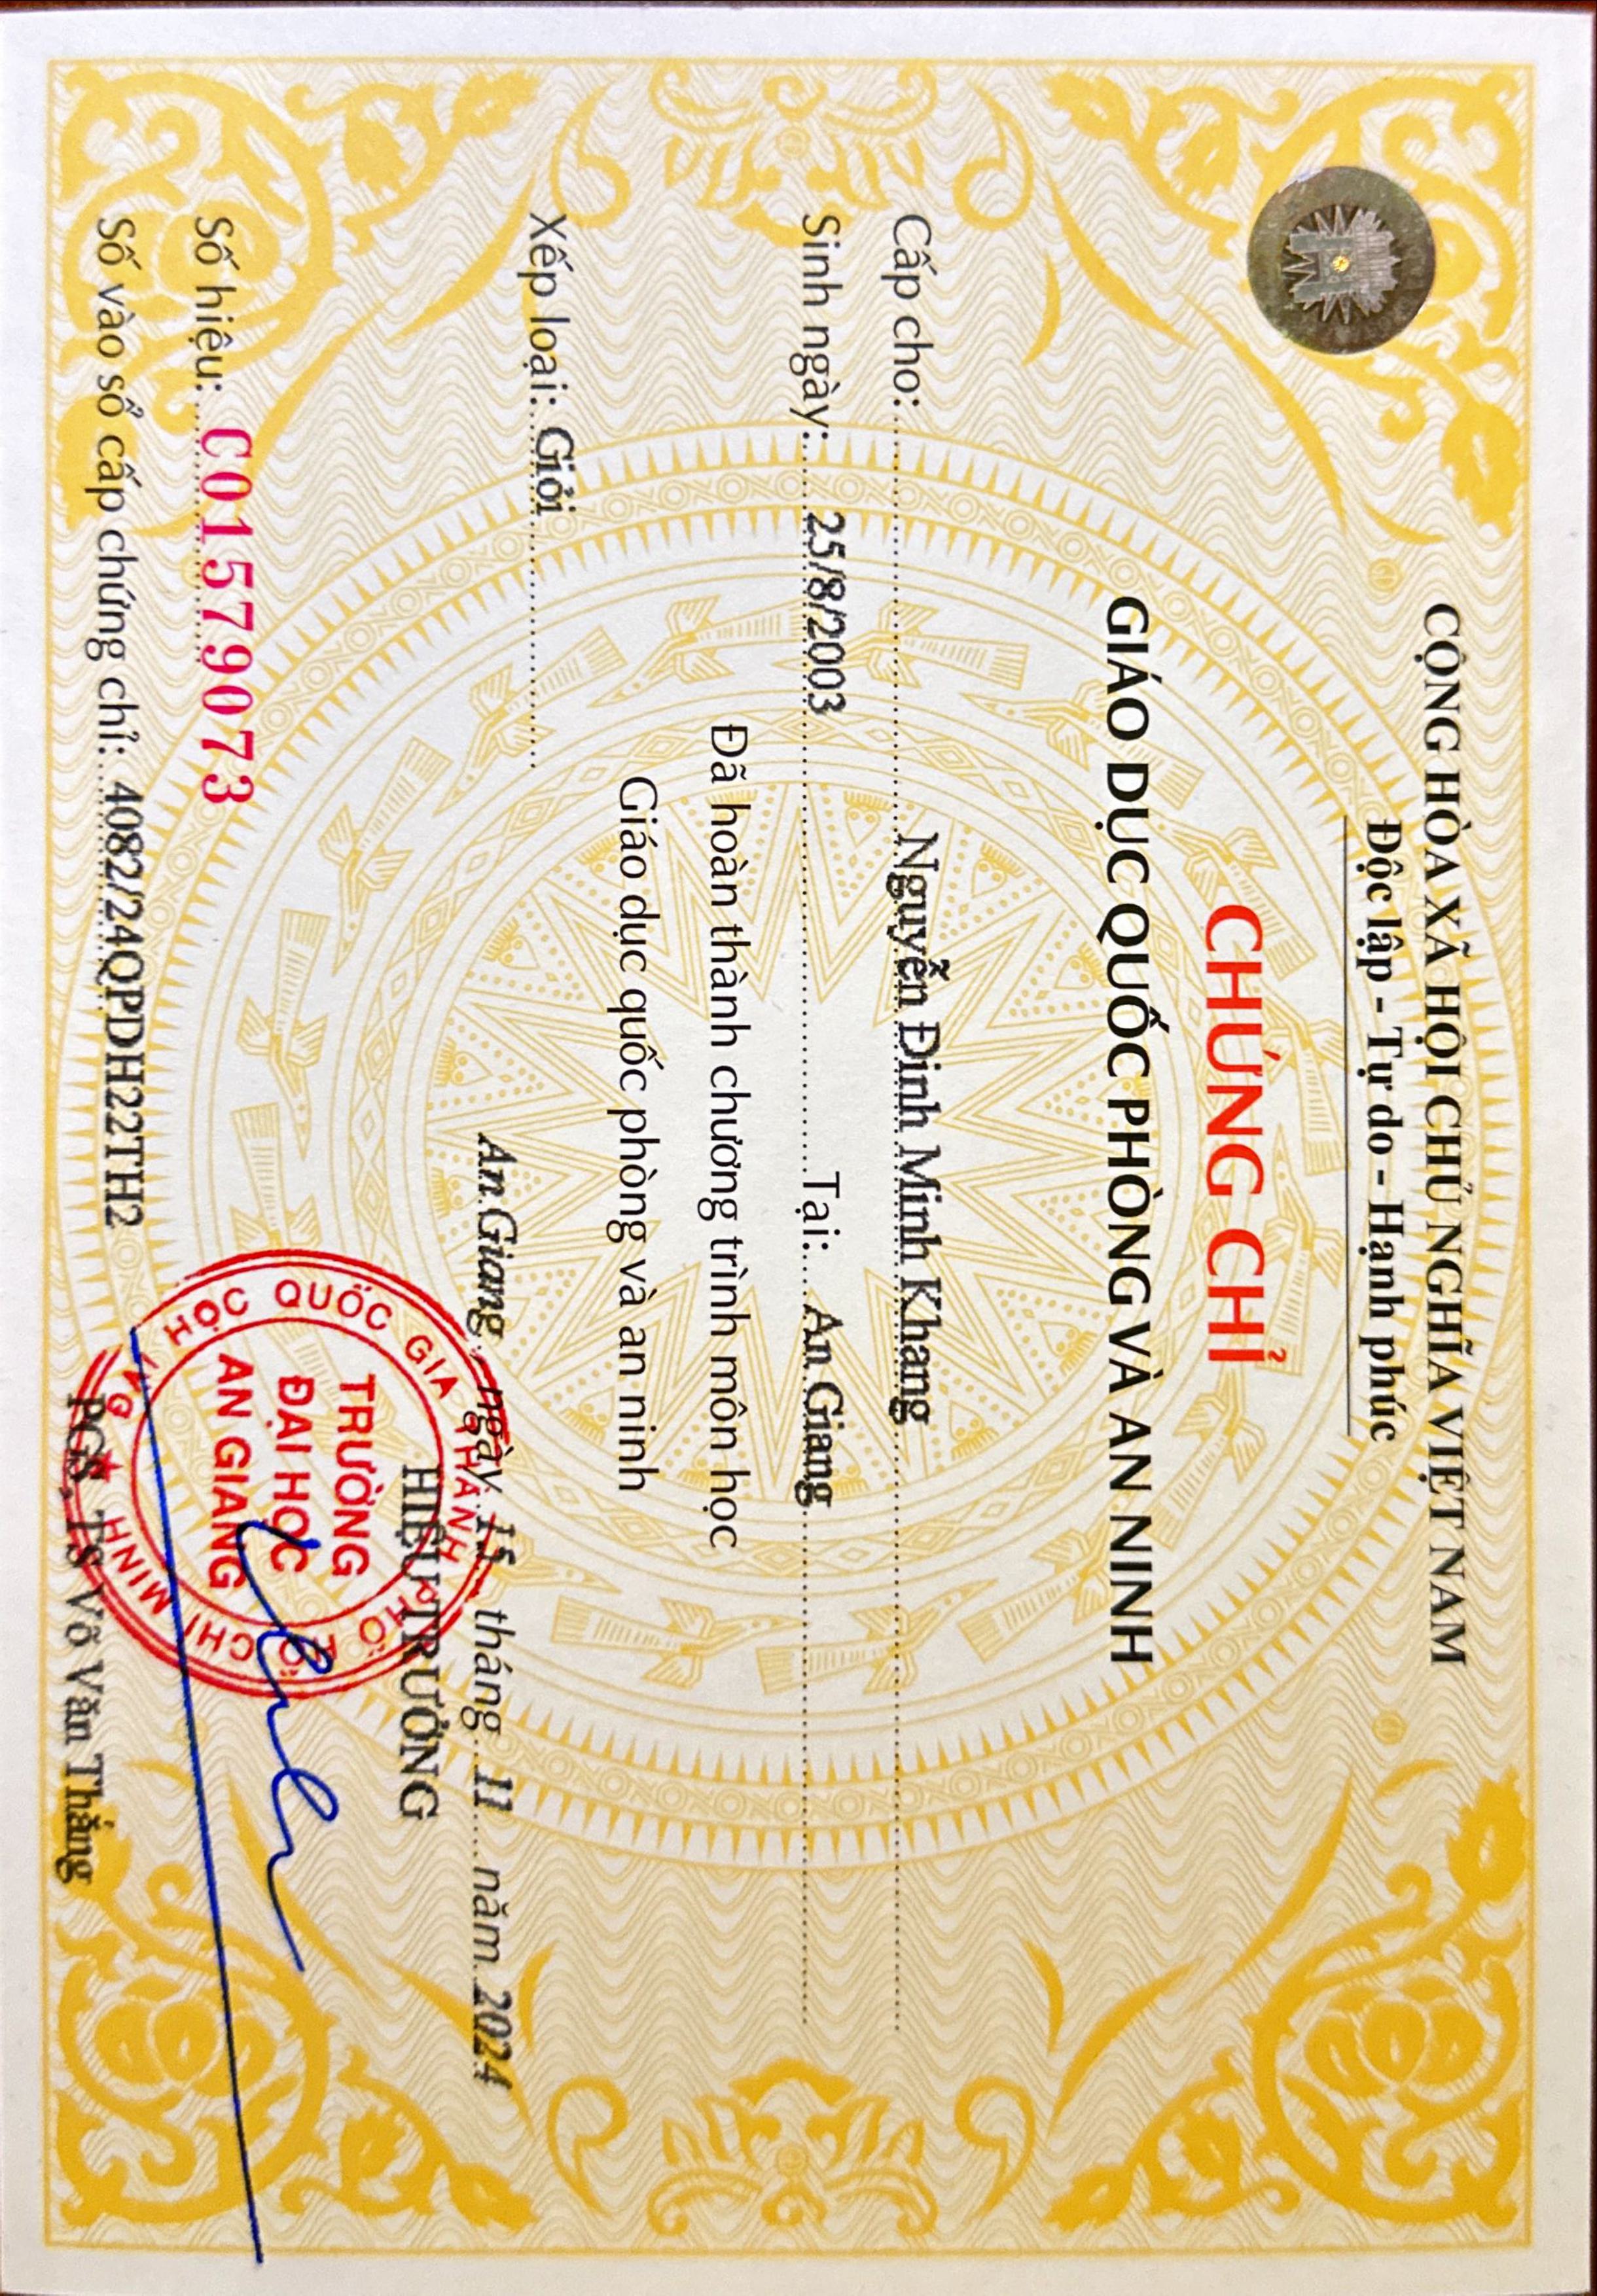 CỘNG HÒA XÃ HỘI CHỦ NGHĨA VIỆT NAM
Độc lập - Tự do - Hạnh phúc
CHỨNG CHỈ
GIÁO DỤC QUỐC PHÒNG VÀ AN NINH
Cấp cho: Nguyễn Đinh Minh Khang
Sinh ngày: 25/8/2003 Tại: An Giang
Đã hoàn thành chương trình môn học
Giáo dục quốc phòng và an ninh
Xếp loại: Giỏi
An Giang, ngày 15 tháng 11 năm 2024
HIỆU TRƯỞNG
ĐẠI HỌC QUỐC GIA THÀNH PHỐ HỒ CHÍ MINH
TRƯỜNG
ĐẠI HỌC
AN GIANG
Số hiệu: C01579073
Số vào sổ cấp chứng chỉ: 4082/24QPDH22TH2
PGS, TS Võ Văn Thắng